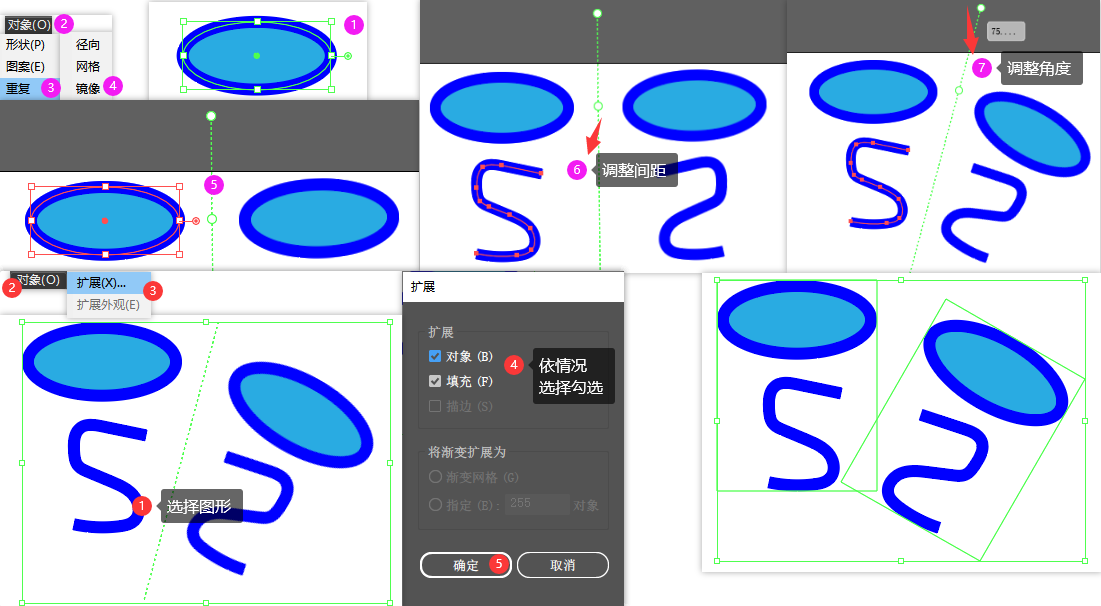 对象(O) 2
形状(P)
图案(E)
重复 3
径向
网格
镜像 4
1
5
6 调整间距
75....
7 调整角度
2 对象(O)
扩展(X)... 3
扩展外观(E)
1 选择图形
扩展
扩展
对象 (B)
填充 (F)
描边 (S)
4 依情况
选择勾选
将渐变扩展为
渐变网格 (G)
指定 (E): 255 对象
确定 5
取消